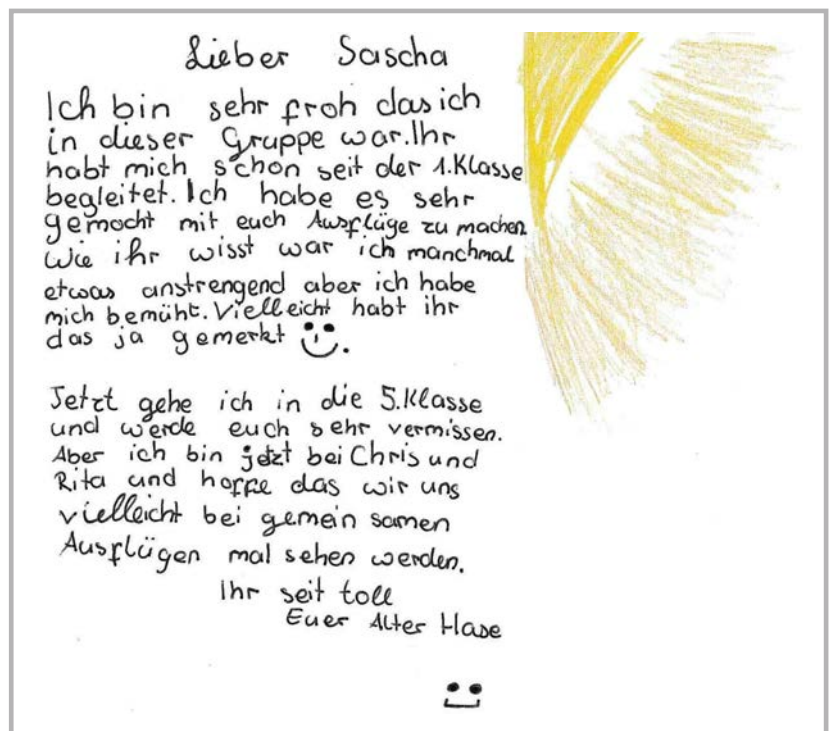 Lieber Sascha
Ich bin sehr froh das ich
in dieser Gruppe war. Ihr
habt mich schon seit der 1. Klasse
begleitet. Ich habe es sehr
gemocht mit euch Ausflüge zu machen
Wie ihr wisst war ich manchmal
etwas anstrengend aber ich habe
mich bemüht. Vielleicht habt ihr
das ja gemerkt .
Jetzt gehe ich in die 5. Klasse
und werde euch sehr vermissen.
Aber ich bin jetzt bei Chris und
Rita und hoffe das wir uns
vielleicht bei gemein samen
Ausflügen mal sehen werden.
Ihr seit toll
Euer Alter Hase